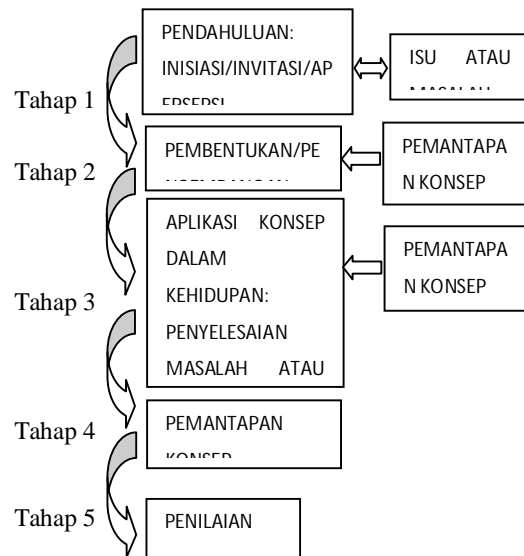 PENDAHULUAN:
INISIASI/INVITASI/AP
ISU ATAU
Tahap 1
PEMBENTUKAN/PE
PEMANTAPA
N KONSEP
Tahap 2
APLIKASI KONSEP
DALAM
KEHIDUPAN:
PENYELESAIAN
MASALAH ATAU
PEMANTAPA
N KONSEP
Tahap 3
PEMANTAPAN
Tahap 4
PENILAIAN
Tahap 5